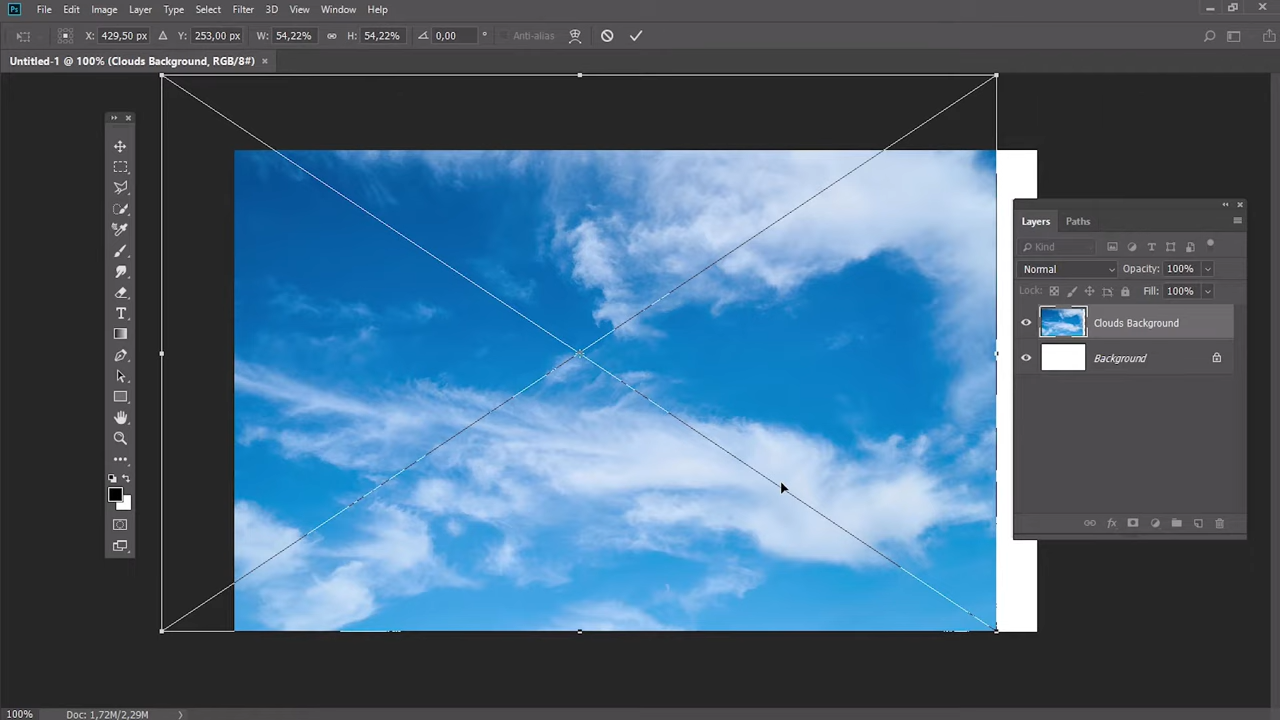 Ps File Edit Image Layer Type Select Filter 3D View Window Help
X: 429,50 px Y: 253,00 px W: 54,22% H: 54,22% 0,00 ° Anti-alias
Untitled-1 @ 100% (Clouds Background, RGB/8#) ×
Layers Paths
Kind
Normal Opacity: 100%
Lock: Fill: 100%
Clouds Background
Background
100% Doc: 1,72M/2,29M